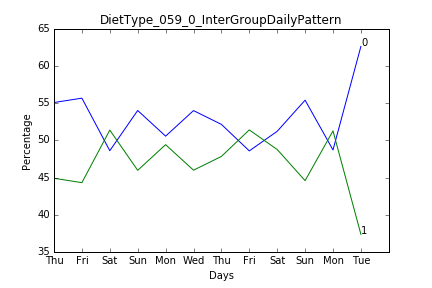 DietType_059_0_InterGroupDailyPattern
65
60
55
50
45
40
35
Percentage
0
1
Thu Fri Sat Sun Mon Wed Thu Fri Sat Sun Mon Tue
Days